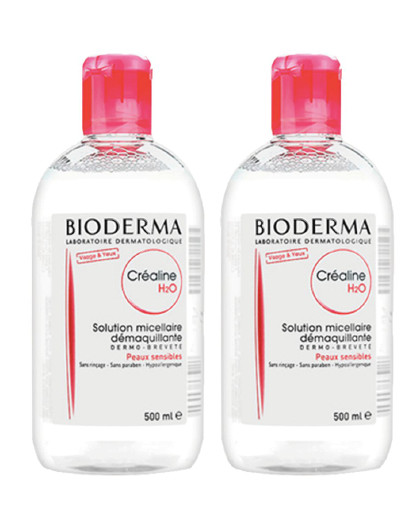 BIODERMA
LABORATOIRE DERMATOLOGIQUE
Visage & Yeux
Créaline
H2O
Solution micellaire
démaquillante
DERMO-BREVETÉ
Peaux sensibles
Sans rinçage - Sans paraben - Hypoallergénique
500 ml e
BIODERMA
LABORATOIRE DERMATOLOGIQUE
Visage & Yeux
Créaline
H2O
Solution micellaire
démaquillante
DERMO-BREVETÉ
Peaux sensibles
Sans rinçage - Sans paraben - Hypoallergénique
500 ml e